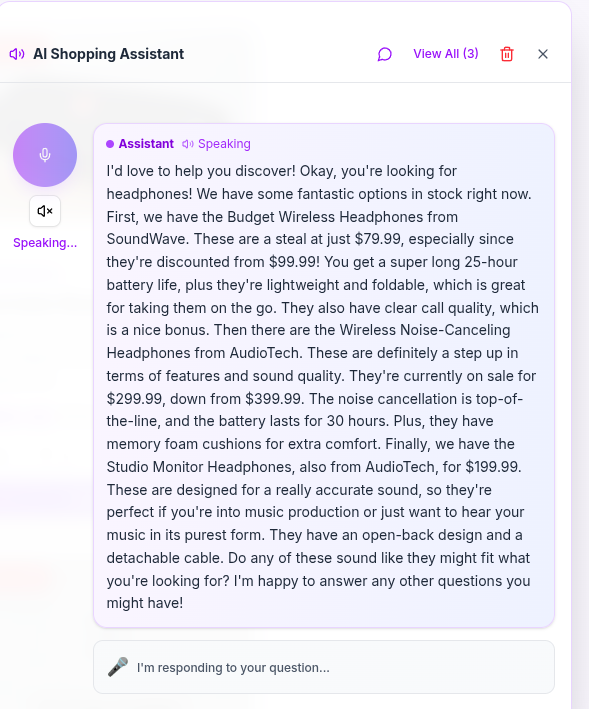 AI Shopping Assistant
View All (3)
Assistant Speaking
I'd love to help you discover! Okay, you're looking for
headphones! We have some fantastic options in stock right now.
First, we have the Budget Wireless Headphones from
SoundWave. These are a steal at just $79.99, especially since
they're discounted from $99.99! You get a super long 25-hour
battery life, plus they're lightweight and foldable, which is great
for taking them on the go. They also have clear call quality, which
is a nice bonus. Then there are the Wireless Noise-Canceling
Headphones from AudioTech. These are definitely a step up in
terms of features and sound quality. They're currently on sale for
$299.99, down from $399.99. The noise cancellation is top-of-
the-line, and the battery lasts for 30 hours. Plus, they have
memory foam cushions for extra comfort. Finally, we have the
Studio Monitor Headphones, also from AudioTech, for $199.99.
These are designed for a really accurate sound, so they're
perfect if you're into music production or just want to hear your
music in its purest form. They have an open-back design and a
detachable cable. Do any of these sound like they might fit what
you're looking for? I'm happy to answer any other questions you
might have!
Speaking...
I'm responding to your question...